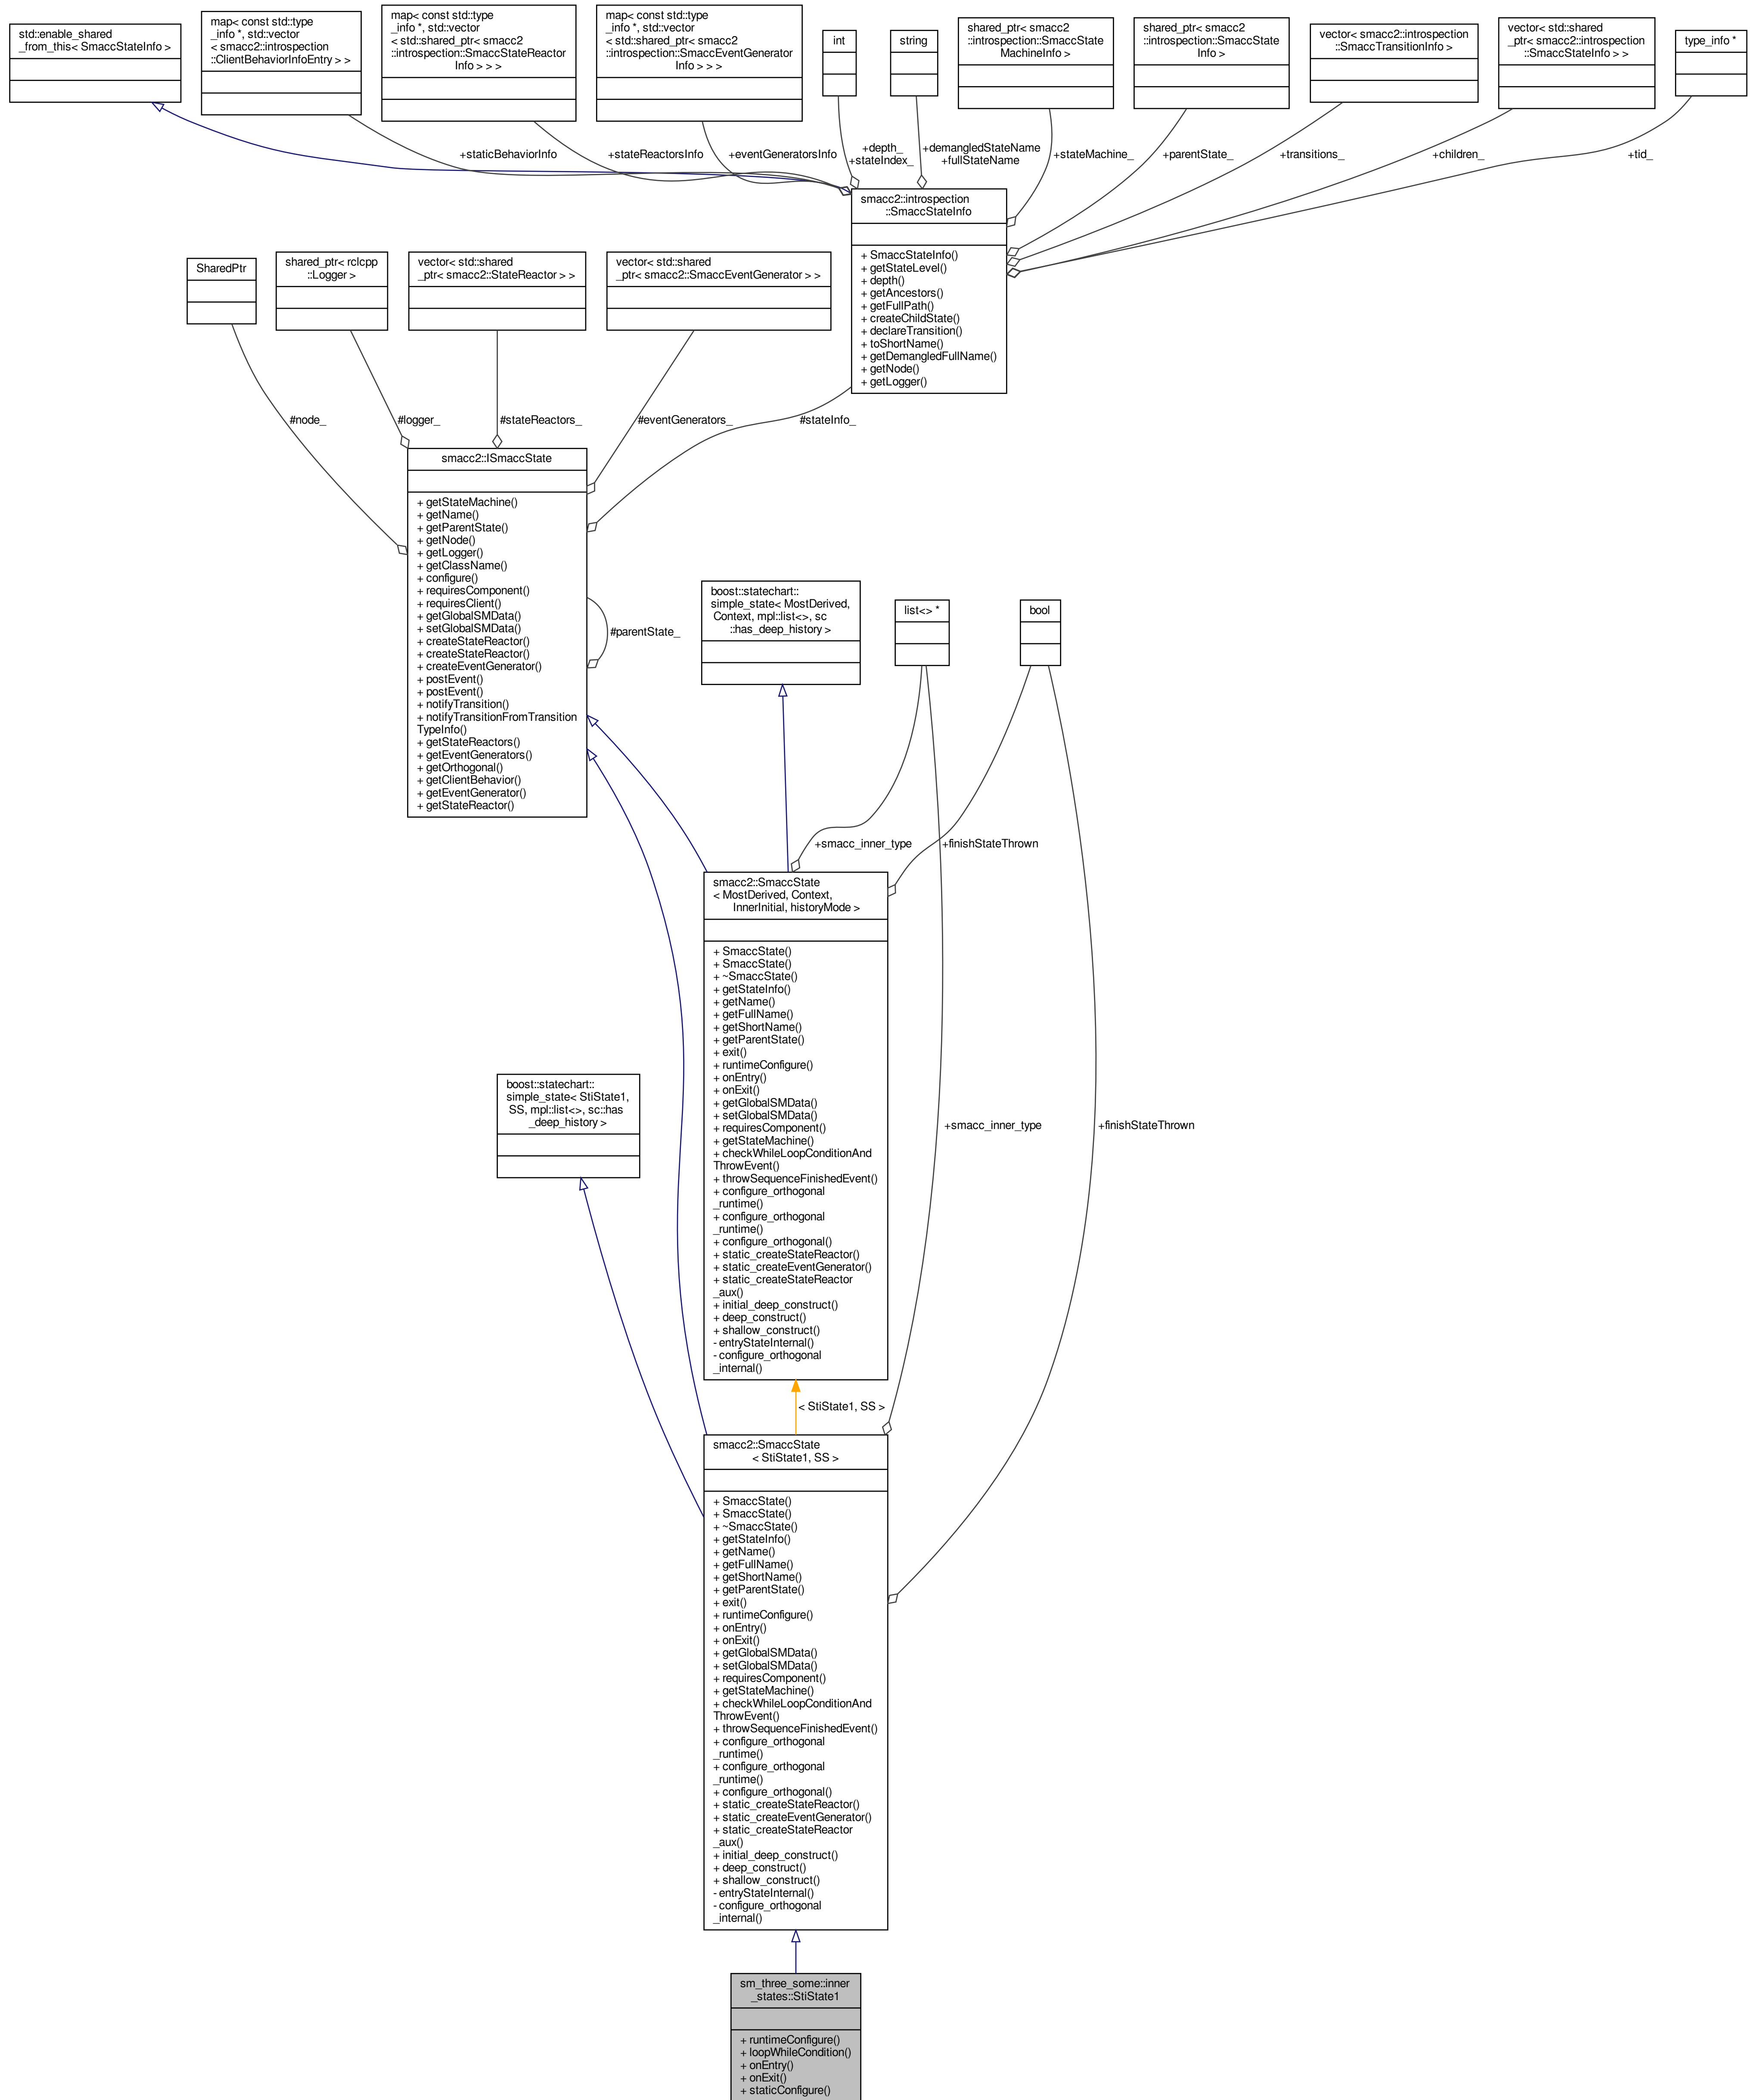 std::enable_shared
_from_this< SmaccStateInfo >
map< const std::type
_info *, std::vector
< smacc2::introspection
::ClientBehaviorInfoEntry > >
map< const std::type
_info *, std::vector
< std::shared_ptr< smacc2
::introspection::SmaccStateReactor
Info > > >
map< const std::type
_info *, std::vector
< std::shared_ptr< smacc2
::introspection::SmaccEventGenerator
Info > > >
int
string
shared_ptr< smacc2
::introspection::SmaccState
MachineInfo >
shared_ptr< smacc2
::introspection::SmaccState
Info >
vector< smacc2::introspection
::SmaccTransitionInfo >
vector< std::shared
_ptr< smacc2::introspection
::SmaccStateInfo > >
type_info *
+staticBehaviorInfo
+stateReactorsInfo
+eventGeneratorsInfo
+depth_
+stateIndex_
+demangledStateName
+fullStateName
+stateMachine_
+parentState_
+transitions_
+children_
+tid_
smacc2::introspection
::SmaccStateInfo
+ SmaccStateInfo()
+ getStateLevel()
+ depth()
+ getAncestors()
+ getFullPath()
+ createChildState()
+ declareTransition()
+ toShortName()
+ getDemangledFullName()
+ getNode()
+ getLogger()
SharedPtr
shared_ptr< rclcpp
::Logger >
vector< std::shared
_ptr< smacc2::StateReactor > >
vector< std::shared
_ptr< smacc2::SmaccEventGenerator > >
#node_
#logger_
#stateReactors_
#eventGenerators_
#stateInfo_
smacc2::ISmaccState
+ getStateMachine()
+ getName()
+ getParentState()
+ getNode()
+ getLogger()
+ getClassName()
+ configure()
+ requiresComponent()
+ requiresClient()
+ getGlobalSMData()
+ setGlobalSMData()
+ createStateReactor()
+ createStateReactor()
+ createEventGenerator()
+ postEvent()
+ postEvent()
+ notifyTransition()
+ notifyTransitionFromTransition
TypeInfo()
+ getStateReactors()
+ getEventGenerators()
+ getOrthogonal()
+ getClientBehavior()
+ getEventGenerator()
+ getStateReactor()
#parentState_
boost::statechart::
simple_state< MostDerived,
Context, mpl::list<>, sc
::has_deep_history >
list<> *
bool
+smacc_inner_type
+finishStateThrown
smacc2::SmaccState
< MostDerived, Context,
InnerInitial, historyMode >
+ SmaccState()
+ SmaccState()
+ ~SmaccState()
+ getStateInfo()
+ getName()
+ getFullName()
+ getShortName()
+ getParentState()
+ exit()
+ runtimeConfigure()
+ onEntry()
+ onExit()
+ getGlobalSMData()
+ setGlobalSMData()
+ requiresComponent()
+ getStateMachine()
+ checkWhileLoopConditionAnd
ThrowEvent()
+ throwSequenceFinishedEvent()
+ configure_orthogonal
_runtime()
+ configure_orthogonal
_runtime()
+ configure_orthogonal()
+ static_createStateReactor()
+ static_createEventGenerator()
+ static_createStateReactor
_aux()
+ initial_deep_construct()
+ deep_construct()
+ shallow_construct()
- entryStateInternal()
- configure_orthogonal
_internal()
boost::statechart::
simple_state< StiState1,
SS, mpl::list<>, sc::has
_deep_history >
+smacc_inner_type
+finishStateThrown
< StiState1, SS >
smacc2::SmaccState
< StiState1, SS >
+ SmaccState()
+ SmaccState()
+ ~SmaccState()
+ getStateInfo()
+ getName()
+ getFullName()
+ getShortName()
+ getParentState()
+ exit()
+ runtimeConfigure()
+ onEntry()
+ onExit()
+ getGlobalSMData()
+ setGlobalSMData()
+ requiresComponent()
+ getStateMachine()
+ checkWhileLoopConditionAnd
ThrowEvent()
+ throwSequenceFinishedEvent()
+ configure_orthogonal
_runtime()
+ configure_orthogonal
_runtime()
+ configure_orthogonal()
+ static_createStateReactor()
+ static_createEventGenerator()
+ static_createStateReactor
_aux()
+ initial_deep_construct()
+ deep_construct()
+ shallow_construct()
- entryStateInternal()
- configure_orthogonal
_internal()
sm_three_some::inner
_states::StiState1
+ runtimeConfigure()
+ loopWhileCondition()
+ onEntry()
+ onExit()
+ staticConfigure()